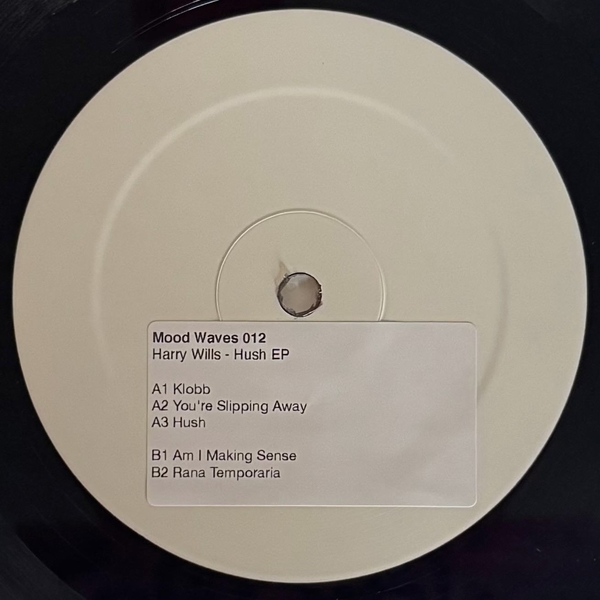 Mood Waves 012
Harry Wills - Hush EP
A1 Klobb
A2 You're Slipping Away
A3 Hush
B1 Am I Making Sense
B2 Rana Temporaria